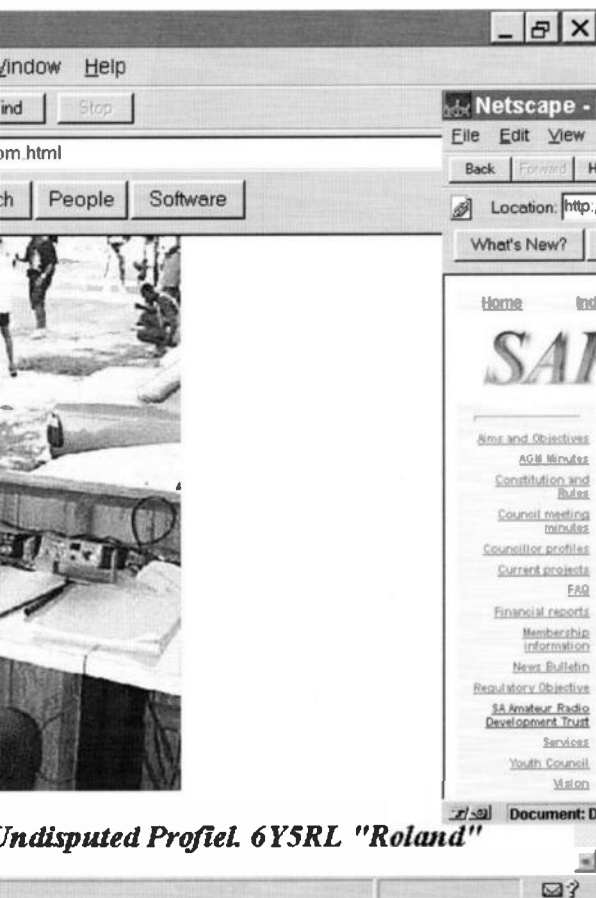 Window Help
Find Stop
om.html
ch People Software
Undisputed Profiel. 6Y5RL "Roland"
Netscape -
File Edit View
Back Forward H
Location: http:
What's New?
Home Ind
SAR
Aims and Objectives
AGM Minutes
Constitution and
Rules
Council meeting
minutes
Councillor profiles
Current projects
FAQ
Financial reports
Membership
information
News Bulletin
Regulatory Objective
SA Amateur Radio
Development Trust
Services
Youth Council
Vision
Document: D